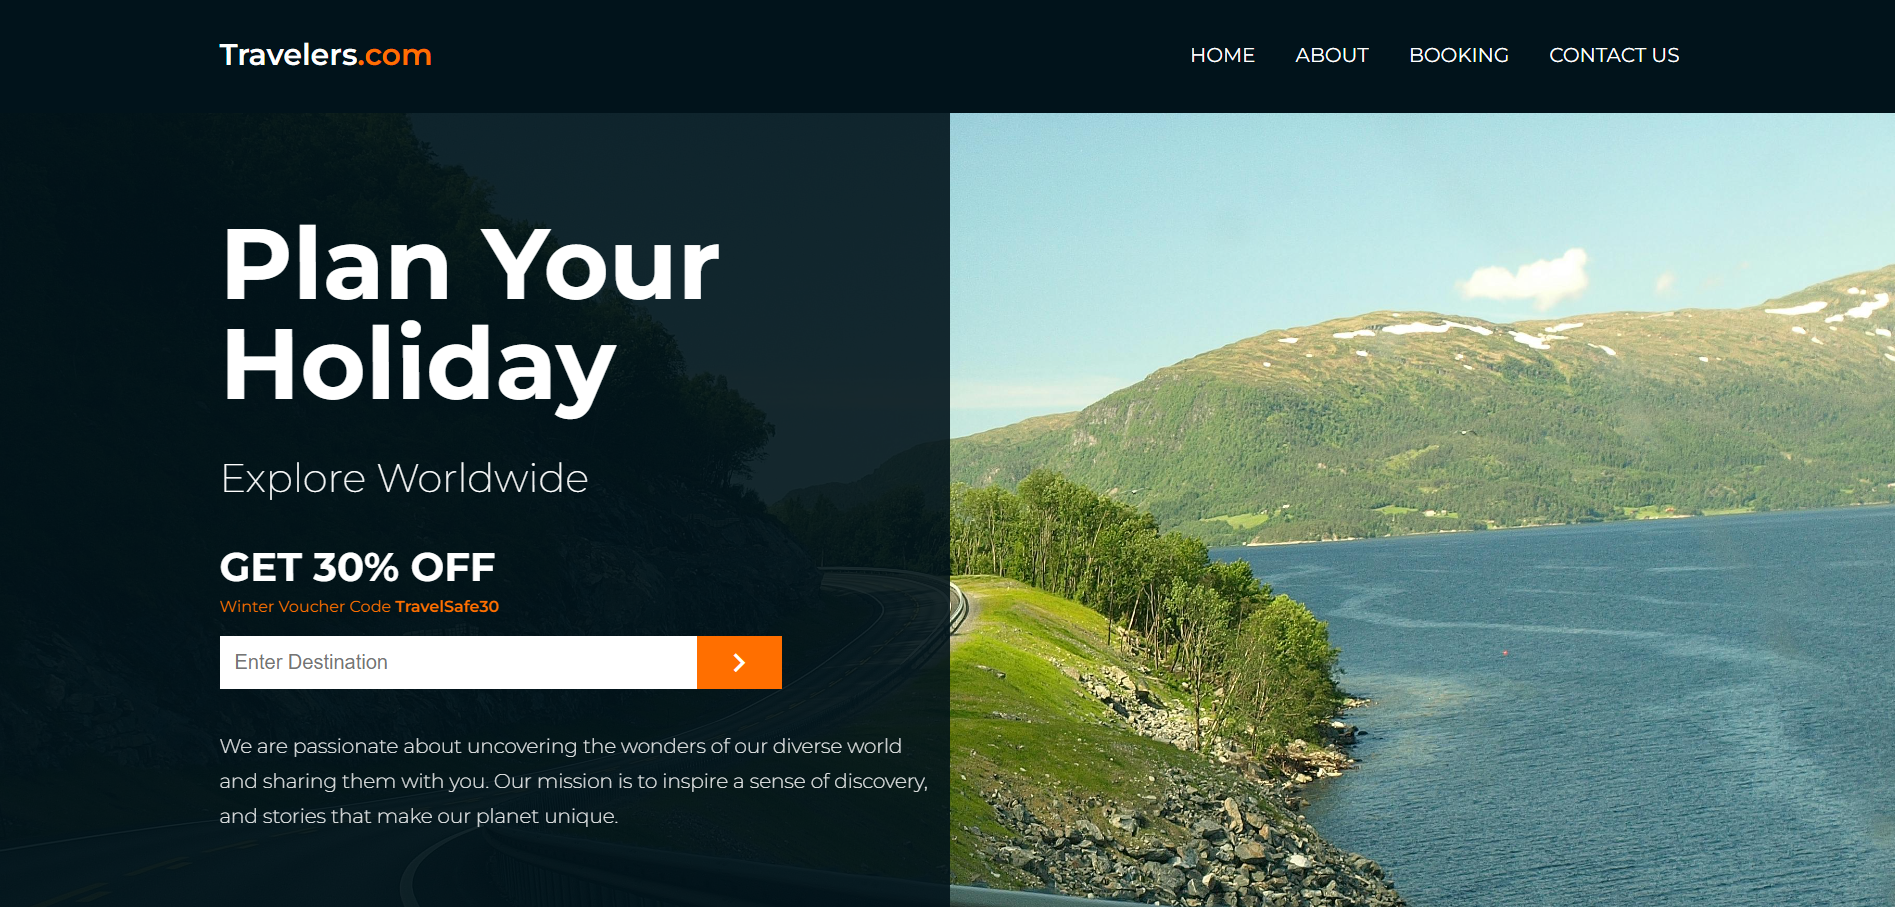 Travelers.com
HOME ABOUT BOOKING CONTACT US
Plan Your
Holiday
Explore Worldwide
GET 30% OFF
Winter Voucher Code TravelSafe30
Enter Destination
We are passionate about uncovering the wonders of our diverse world
and sharing them with you. Our mission is to inspire a sense of discovery,
and stories that make our planet unique.